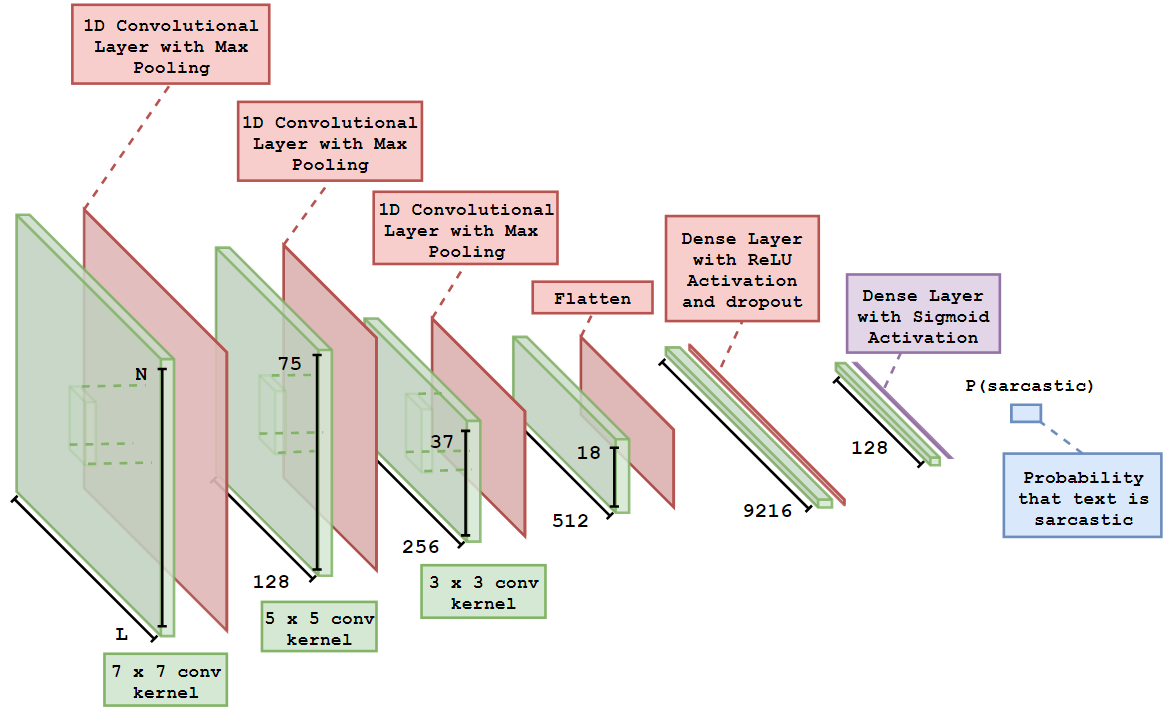 1D Convolutional
Layer with Max
Pooling
1D Convolutional
Layer with Max
Pooling
1D Convolutional
Layer with Max
Pooling
Flatten
Dense Layer
with ReLU
Activation
and dropout
Dense Layer
with Sigmoid
Activation
P(sarcastic)
Probability
that text is
sarcastic
N
L
75
128
37
256
18
512
9216
128
7 x 7 conv
kernel
5 x 5 conv
kernel
3 x 3 conv
kernel